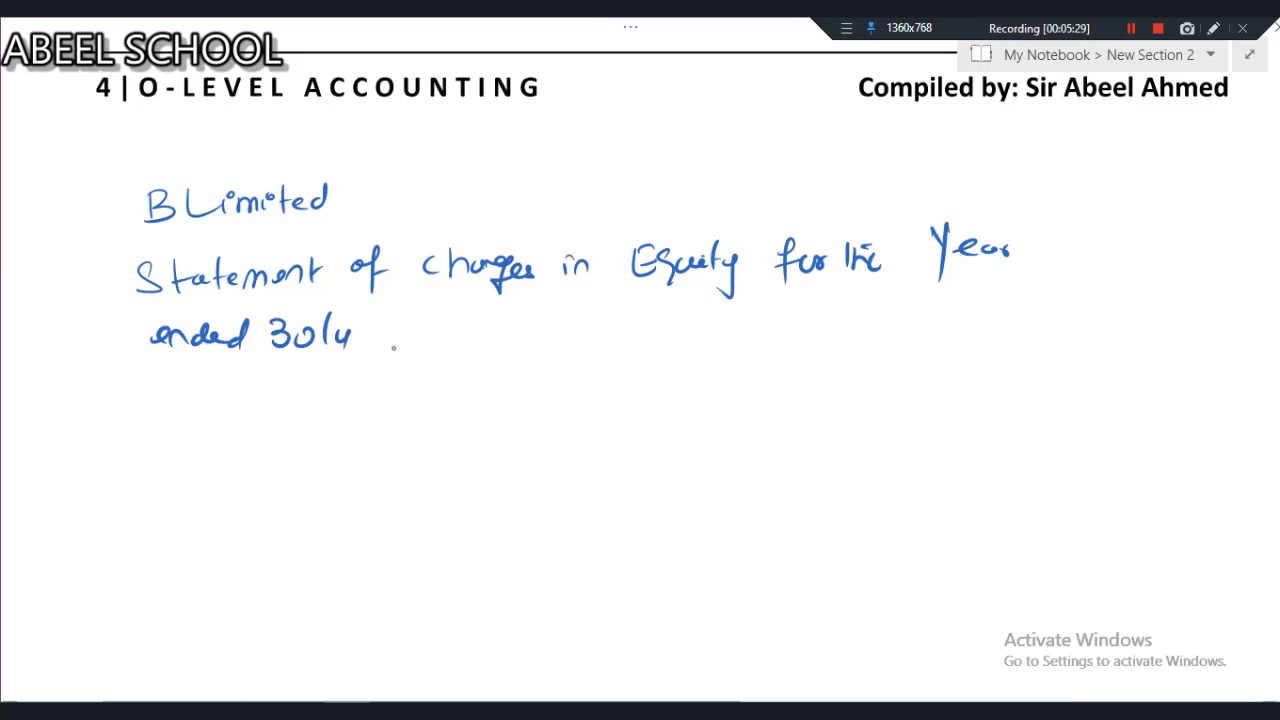 ...
1360x768
Recording [00:05:29]
ABEEL SCHOOL
My Notebook > New Section 2
4 | O - L E V E L A C C O U N T I N G
Compiled by: Sir Abeel Ahmed
B Limited
Statement of changes in Equity for the Year
ended 30/4
Activate Windows
Go to Settings to activate Windows.